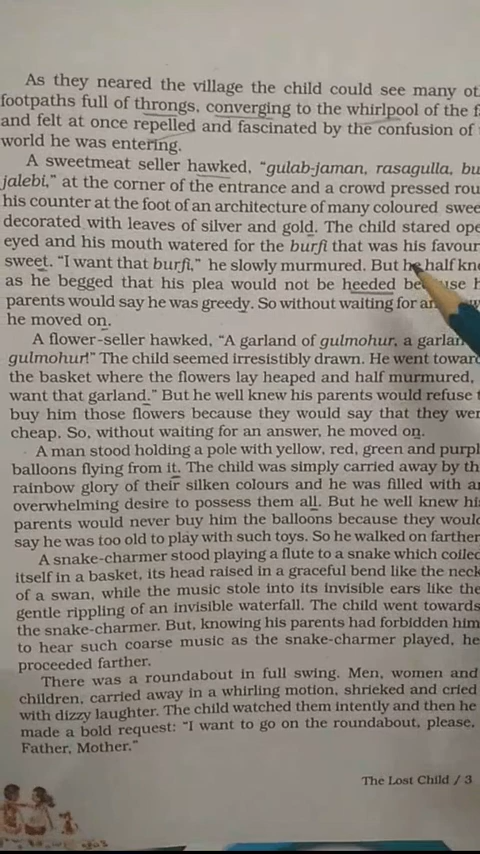 As they neared the village the child could see many ot
footpaths full of throngs, converging to the whirlpool of the f
and felt at once repelled and fascinated by the confusion of
world he was entering.
A sweetmeat seller hawked, “gulab-jaman, rasagulla, bu
jalebi,” at the corner of the entrance and a crowd pressed rou
his counter at the foot of an architecture of many coloured swee
decorated with leaves of silver and gold. The child stared ope
eyed and his mouth watered for the burfi that was his favour
sweet. “I want that burfi,” he slowly murmured. But he half kne
as he begged that his plea would not be heeded because h
parents would say he was greedy. So without waiting for an
he moved on.
A flower-seller hawked, “A garland of gulmohur, a garlan
gulmohur!” The child seemed irresistibly drawn. He went towar
the basket where the flowers lay heaped and half murmured,
want that garland.” But he well knew his parents would refuse t
buy him those flowers because they would say that they wer
cheap. So, without waiting for an answer, he moved on.
A man stood holding a pole with yellow, red, green and purpl
balloons flying from it. The child was simply carried away by th
rainbow glory of their silken colours and he was filled with a
overwhelming desire to possess them all. But he well knew hi
parents would never buy him the balloons because they woul
say he was too old to play with such toys. So he walked on farther
A snake-charmer stood playing a flute to a snake which coiled
itself in a basket, its head raised in a graceful bend like the neck
of a swan, while the music stole into its invisible ears like the
gentle rippling of an invisible waterfall. The child went towards
the snake-charmer. But, knowing his parents had forbidden him
to hear such coarse music as the snake-charmer played, he
proceeded farther.
There was a roundabout in full swing. Men, women and
children, carried away in a whirling motion, shrieked and cried
with dizzy laughter. The child watched them intently and then he
made a bold request: “I want to go on the roundabout, please,
Father, Mother.”
The Lost Child / 3